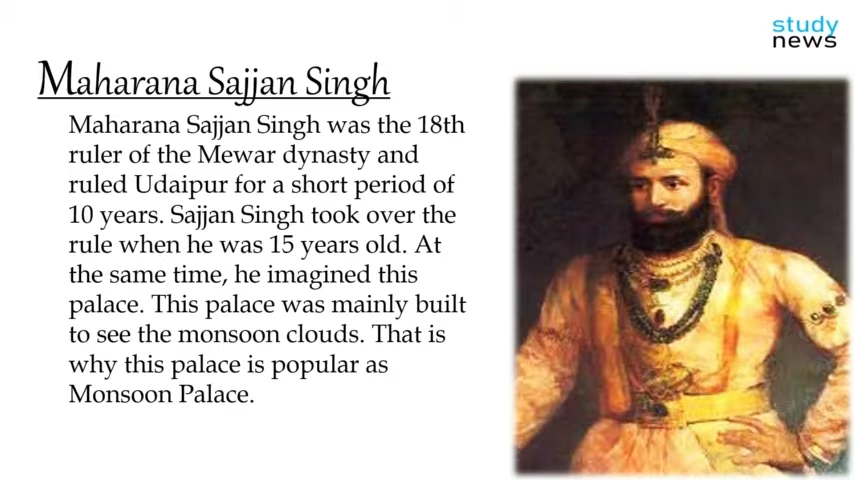 study
news
Maharana Sajjan Singh
Maharana Sajjan Singh was the 18th
ruler of the Mewar dynasty and
ruled Udaipur for a short period of
10 years. Sajjan Singh took over the
rule when he was 15 years old. At
the same time, he imagined this
palace. This palace was mainly built
to see the monsoon clouds. That is
why this palace is popular as
Monsoon Palace.